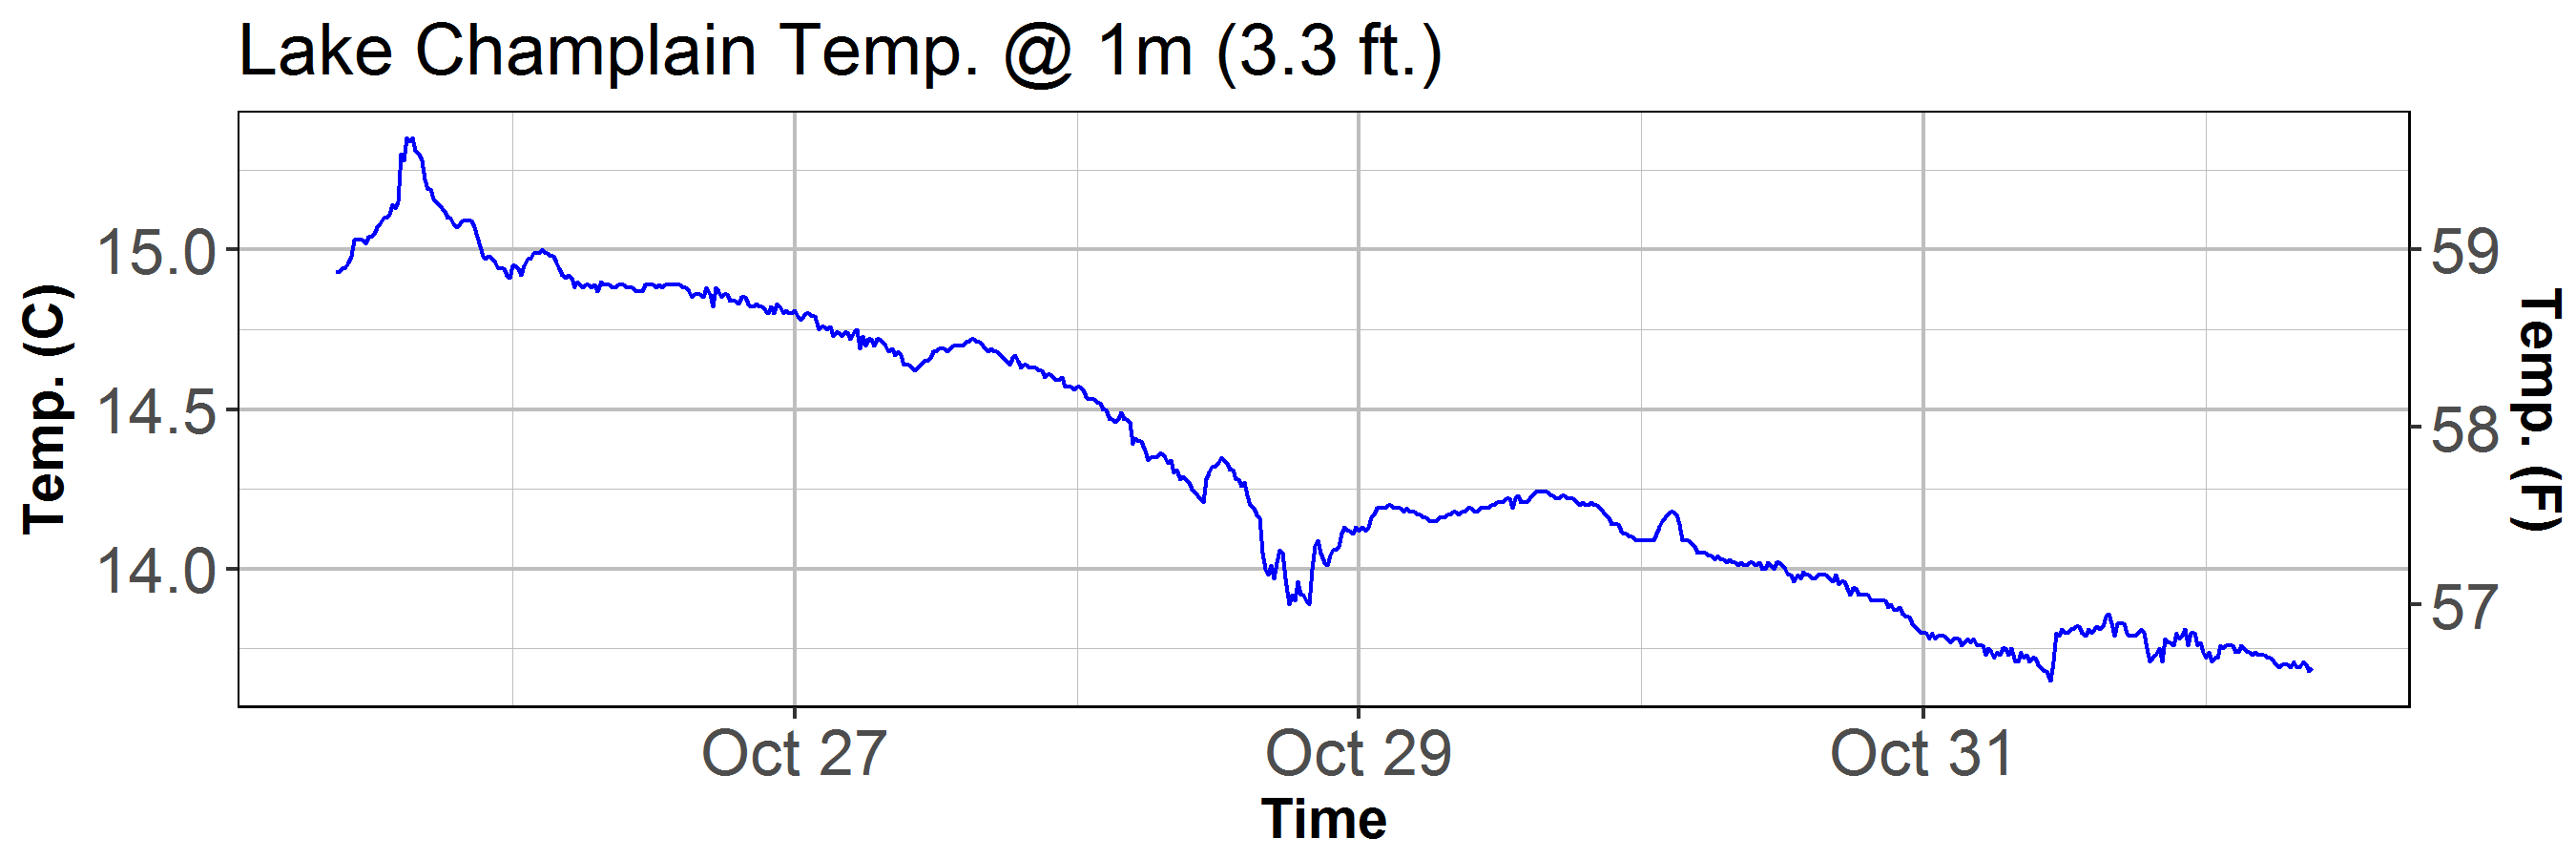 Lake Champlain Temp. @ 1m (3.3 ft.)
Temp. (C)
15.0
14.5
14.0
59
58
57
Temp. (F)
Oct 27
Oct 29
Oct 31
Time